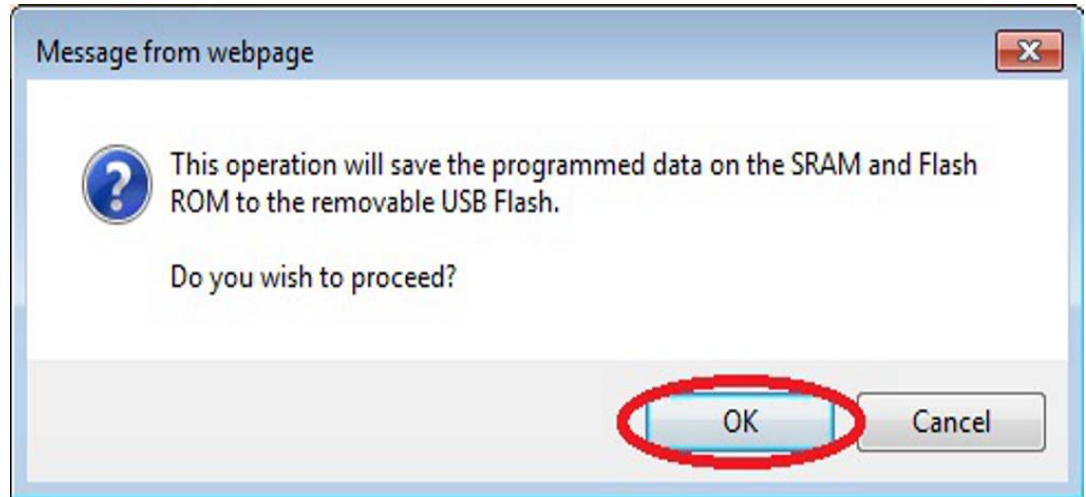 Message from webpage
This operation will save the programmed data on the SRAM and Flash
ROM to the removable USB Flash.
Do you wish to proceed?
OK
Cancel